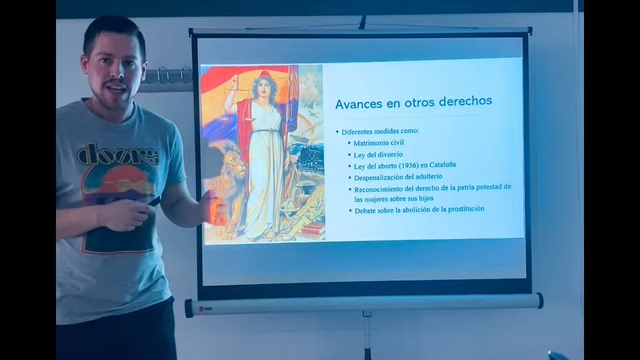 doors
Avances en otros derechos
• Diferentes medidas como:
• Matrimonio civil
• Ley del divorcio
• Ley del aborto (1936) en Cataluña
• Despenalización del adulterio
• Reconocimiento del derecho de la patria potestad de
las mujeres sobre sus hijos
• Debate sobre la abolición de la prostitución